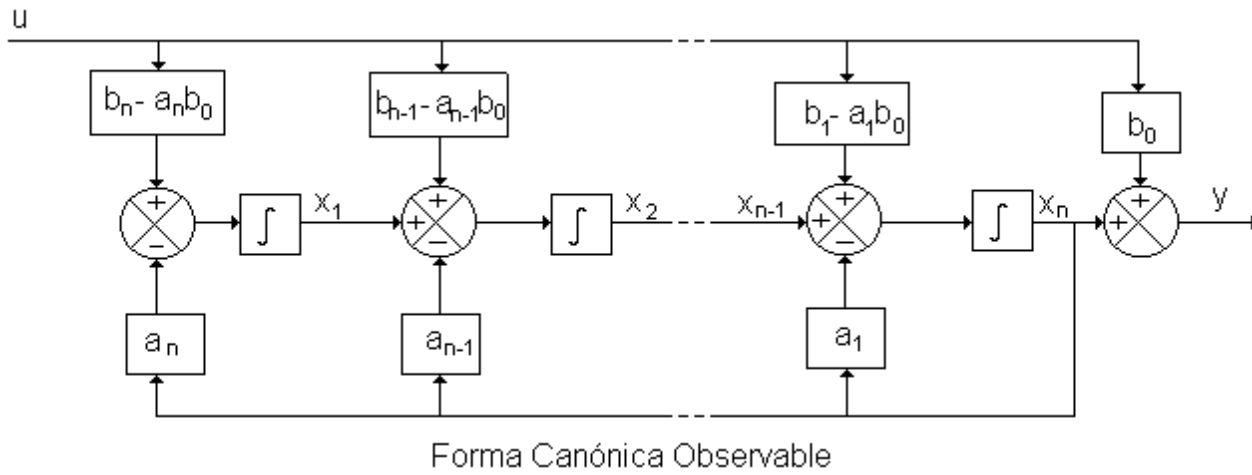 u
bₙ - aₙb₀
bₙ₋₁ - aₙ₋₁b₀
b₁ - a₁b₀
b₀
+
−
∫
x₁
+
+
−
∫
x₂
xₙ₋₁
+
+
−
∫
xₙ
+
+
y
aₙ
aₙ₋₁
a₁
Forma Canónica Observable